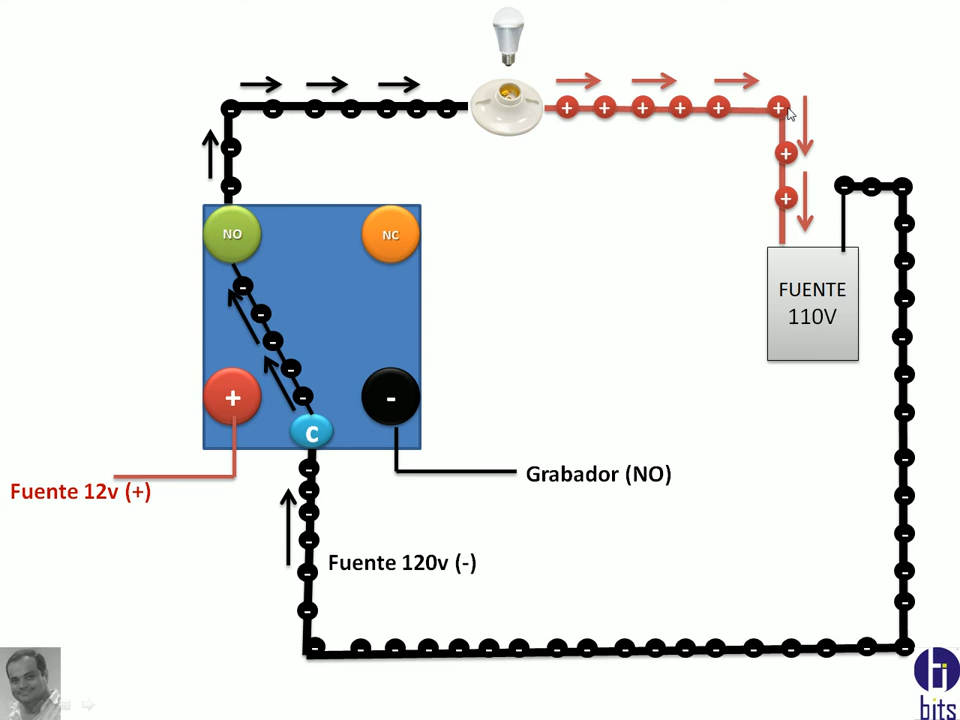 NO
NC
FUENTE
110V
+
-
C
Fuente 12v (+)
Grabador (NO)
Fuente 120v (-)
bits